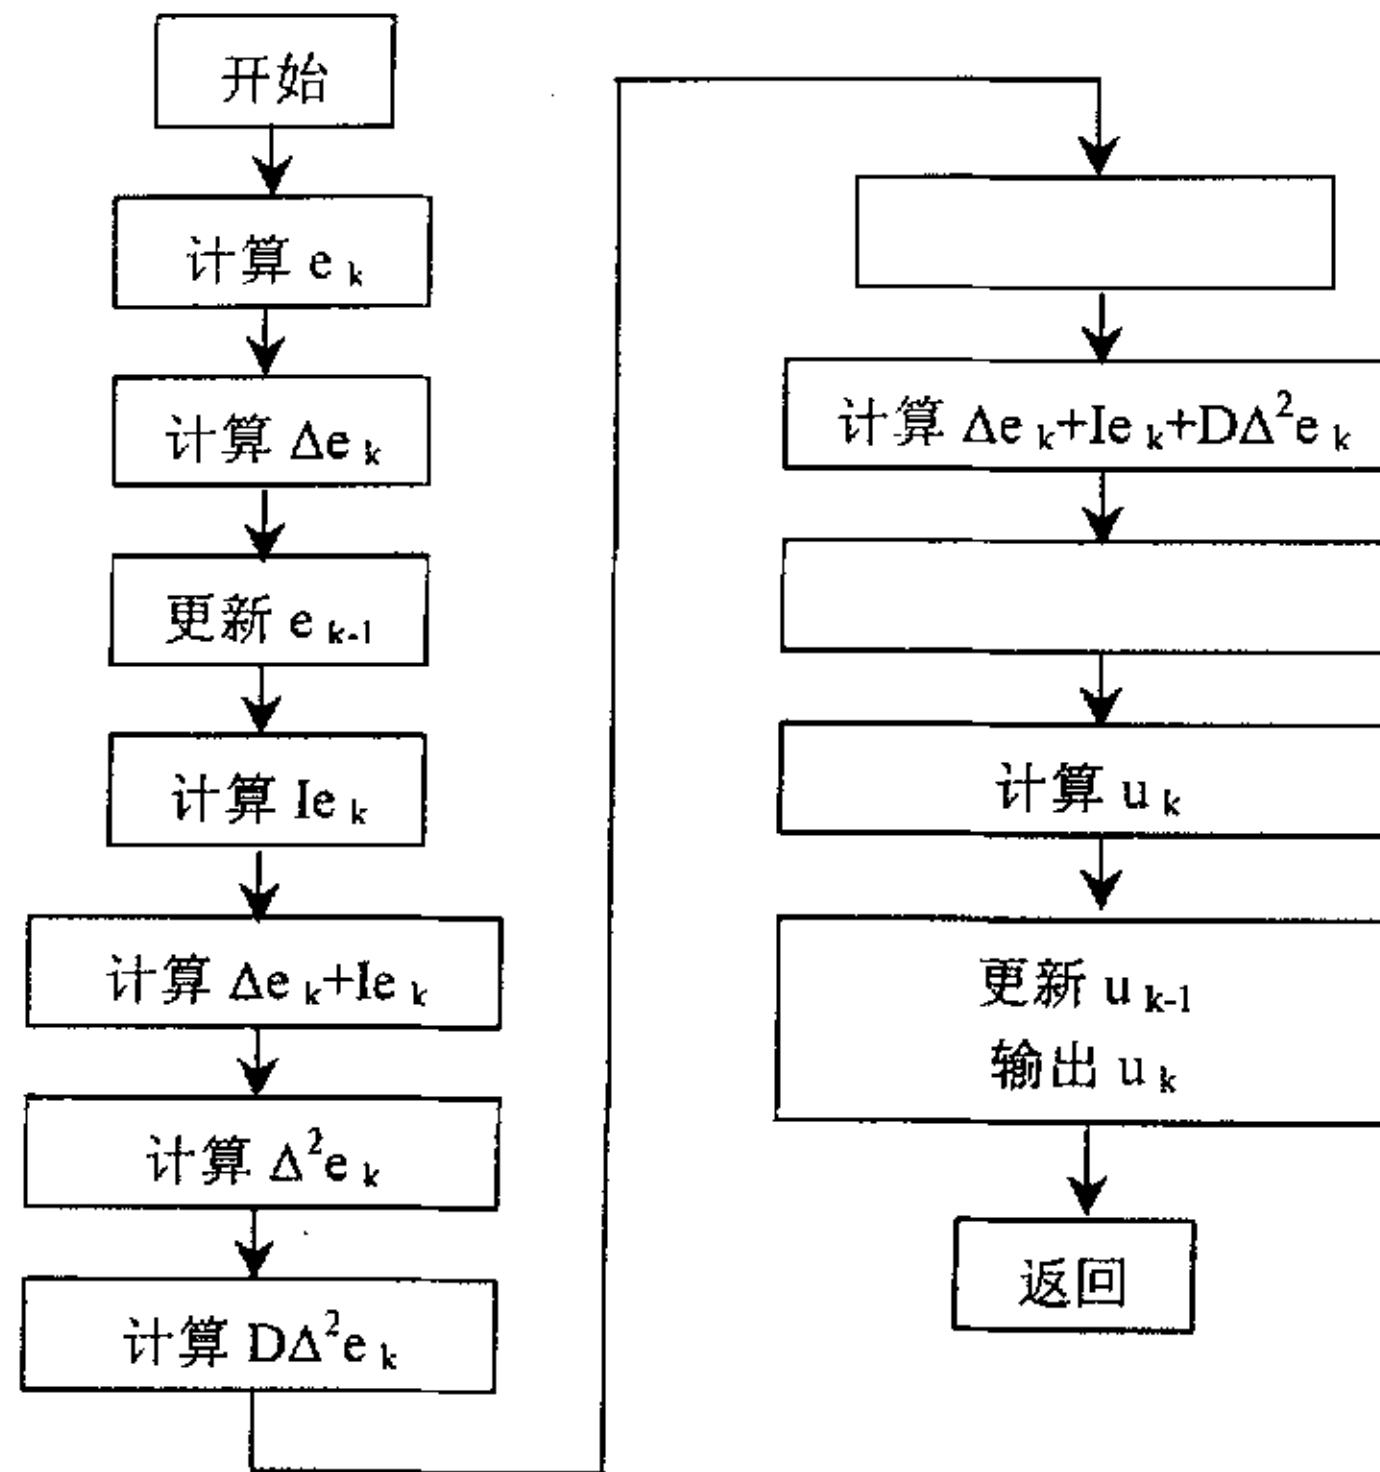 开始
计算 e k
计算 Δe k
更新 e k-1
计算 Ie k
计算 Δe k+Ie k
计算 Δ²e k
计算 DΔ²e k
计算 Δe k+Ie k+DΔ²e k
计算 u k
更新 u k-1
输出 u k
返回